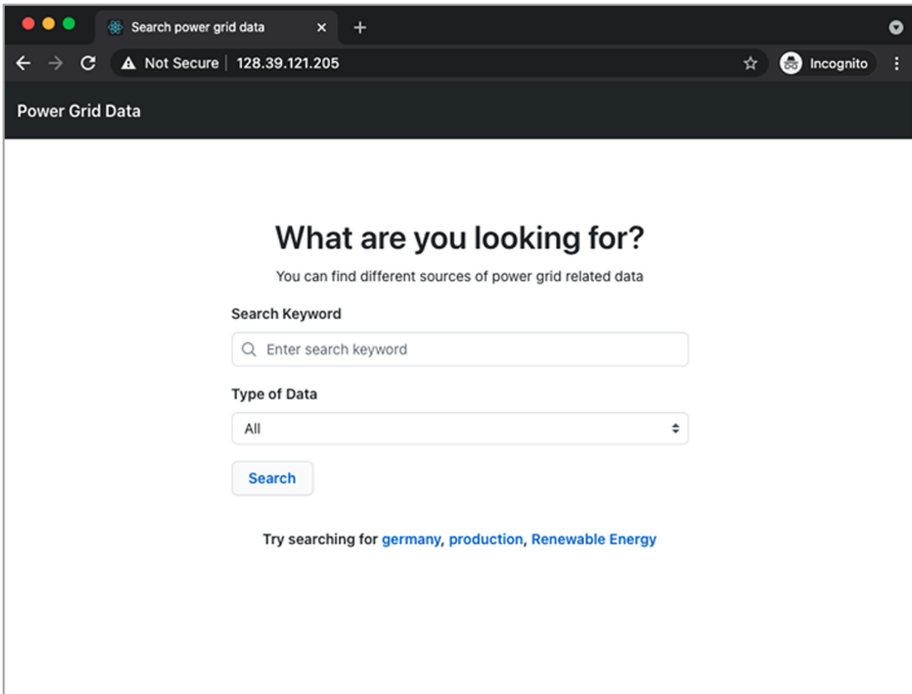 Search power grid data
Not Secure | 128.39.121.205
Incognito
Power Grid Data
What are you looking for?
You can find different sources of power grid related data
Search Keyword
Enter search keyword
Type of Data
All
Search
Try searching for germany, production, Renewable Energy